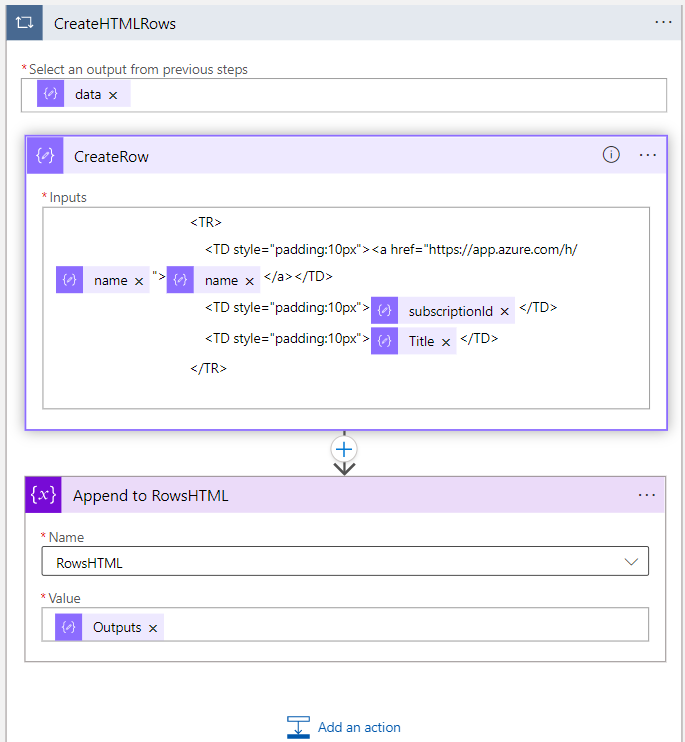 CreateHTMLRows ...
*Select an output from previous steps
data ×
CreateRow ...
*Inputs
<TR>
<TD style="padding:10px"><a href="https://app.azure.com/h/
name × "> name × </a></TD>
<TD style="padding:10px"> subscriptionId × </TD>
<TD style="padding:10px"> Title × </TD>
</TR>
{x} Append to RowsHTML ...
*Name
RowsHTML
*Value
Outputs ×
Add an action